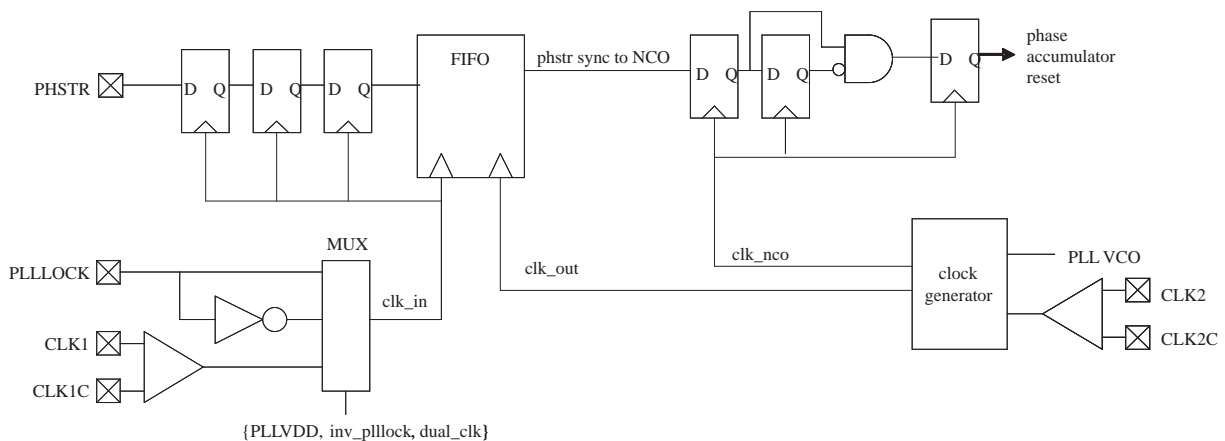 PHSTR
D Q
D Q
D Q
FIFO
phstr sync to NCO
D Q
D Q
D Q
phase
accumulator
reset
MUX
PLLLOCK
clk_in
clk_out
clk_nco
clock
generator
PLL VCO
CLK2
CLK2C
CLK1
CLK1C
{PLLVDD, inv_plllock, dual_clk}